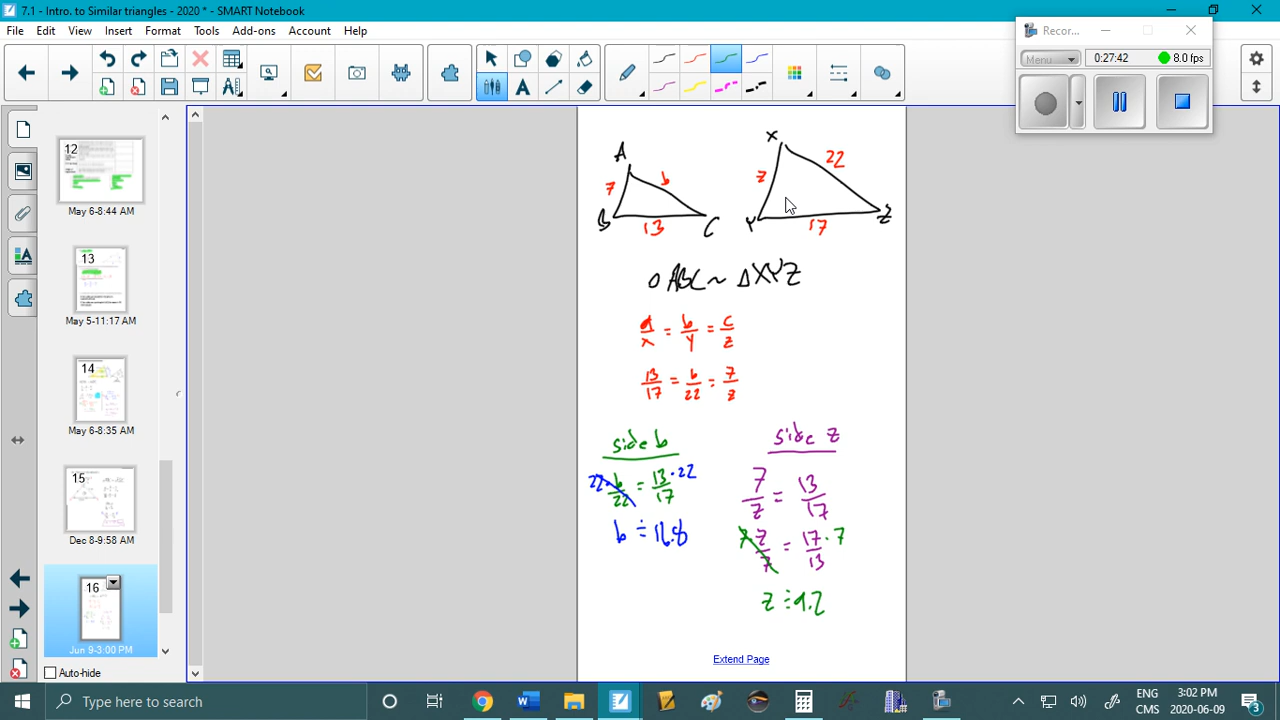 7.1 - Intro. to Similar triangles - 2020 * - SMART Notebook
File Edit View Insert Format Tools Add-ons Account Help
Recor...
Menu 0:27:42 8.0 fps
12
May 6-8:44 AM
13
May 5-11:17 AM
14
May 6-8:35 AM
15
Dec 8-9:58 AM
16
Jun 9-3:00 PM
Auto-hide
A
7 b
B 13 C
X
z 22
Y 17 Z
△ABC ~ △XYZ
a/x = b/y = c/z
13/17 = b/22 = 7/z
side b
22 · b/22 = 13/17 · 22
b ≐ 16.8
side z
7/z = 13/17
7 · z/7 = 17/13 · 7
z ≐ 9.2
Extend Page
Type here to search
ENG
CMS
3:02 PM
2020-06-09
3